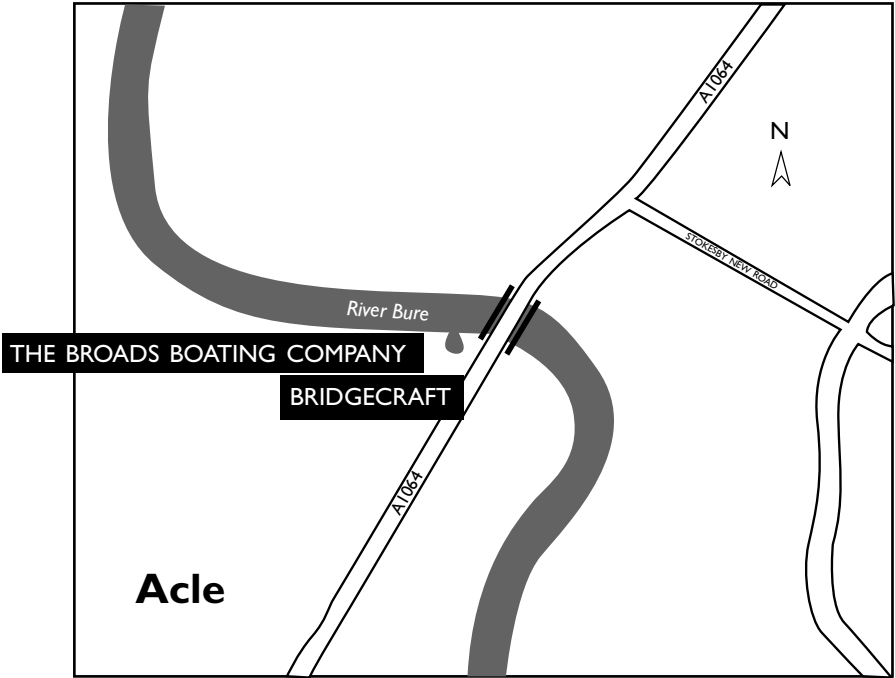 A1064
N
STOKESBY NEW ROAD
River Bure
THE BROADS BOATING COMPANY
BRIDGECRAFT
A1064
Acle